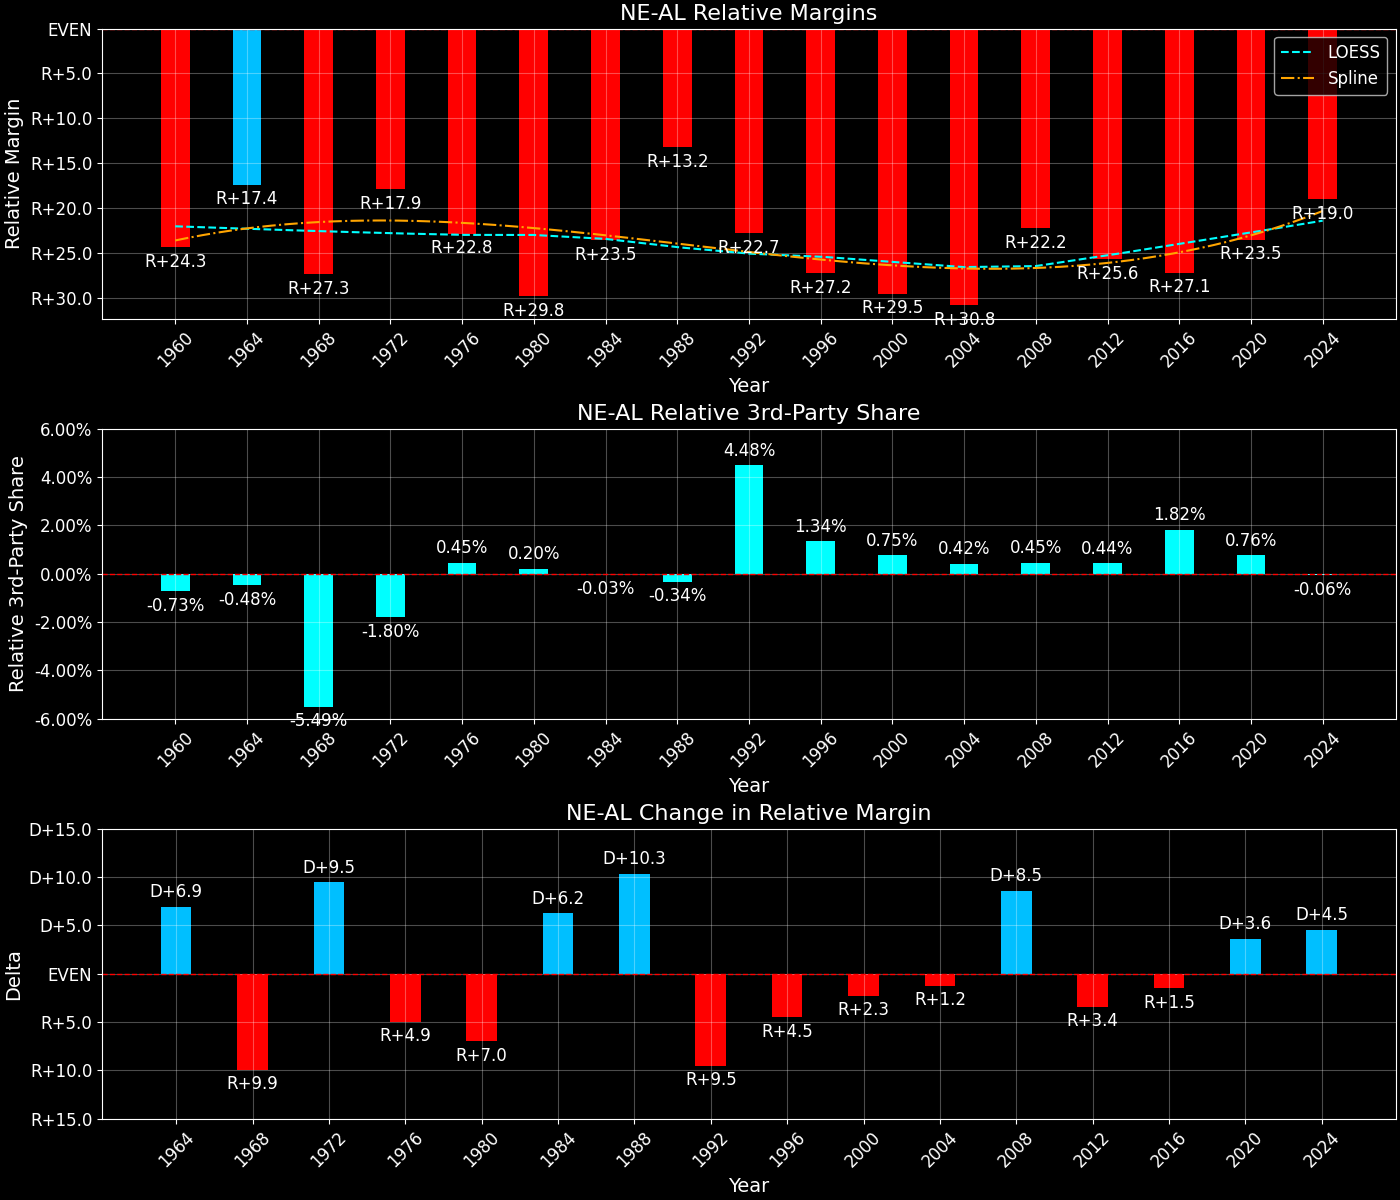 NE-AL Relative Margins
EVEN
R+5.0
R+10.0
R+15.0
R+20.0
R+25.0
R+30.0
Relative Margin
LOESS
Spline
R+24.3
R+17.4
R+27.3
R+17.9
R+22.8
R+29.8
R+23.5
R+13.2
R+22.7
R+27.2
R+29.5
R+30.8
R+22.2
R+25.6
R+27.1
R+23.5
R+19.0
1960 1964 1968 1972 1976 1980 1984 1988 1992 1996 2000 2004 2008 2012 2016 2020 2024
Year
NE-AL Relative 3rd-Party Share
6.00%
4.00%
2.00%
0.00%
-2.00%
-4.00%
-6.00%
Relative 3rd-Party Share
-0.73%
-0.48%
-5.49%
-1.80%
0.45%
0.20%
-0.03%
-0.34%
4.48%
1.34%
0.75%
0.42%
0.45%
0.44%
1.82%
0.76%
-0.06%
1960 1964 1968 1972 1976 1980 1984 1988 1992 1996 2000 2004 2008 2012 2016 2020 2024
Year
NE-AL Change in Relative Margin
D+15.0
D+10.0
D+5.0
EVEN
R+5.0
R+10.0
R+15.0
Delta
D+6.9
R+9.9
D+9.5
R+4.9
R+7.0
D+6.2
D+10.3
R+9.5
R+4.5
R+2.3
R+1.2
D+8.5
R+3.4
R+1.5
D+3.6
D+4.5
1964 1968 1972 1976 1980 1984 1988 1992 1996 2000 2004 2008 2012 2016 2020 2024
Year